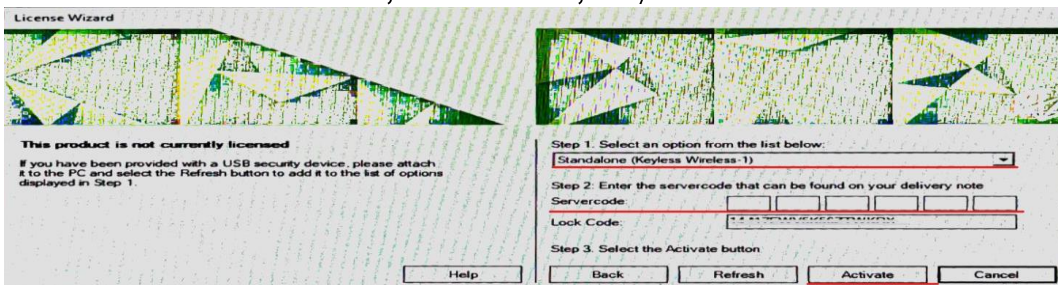 License Wizard
This product is not currently licensed
If you have been provided with a USB security device, please attach
it to the PC and select the Refresh button to add it to the list of options
displayed in Step 1.
Step 1. Select an option from the list below:
Standalone (Keyless Wireless-1)
Step 2: Enter the servercode that can be found on your delivery note
Servercode:
Lock Code:
Step 3. Select the Activate button
Help
Back
Refresh
Activate
Cancel